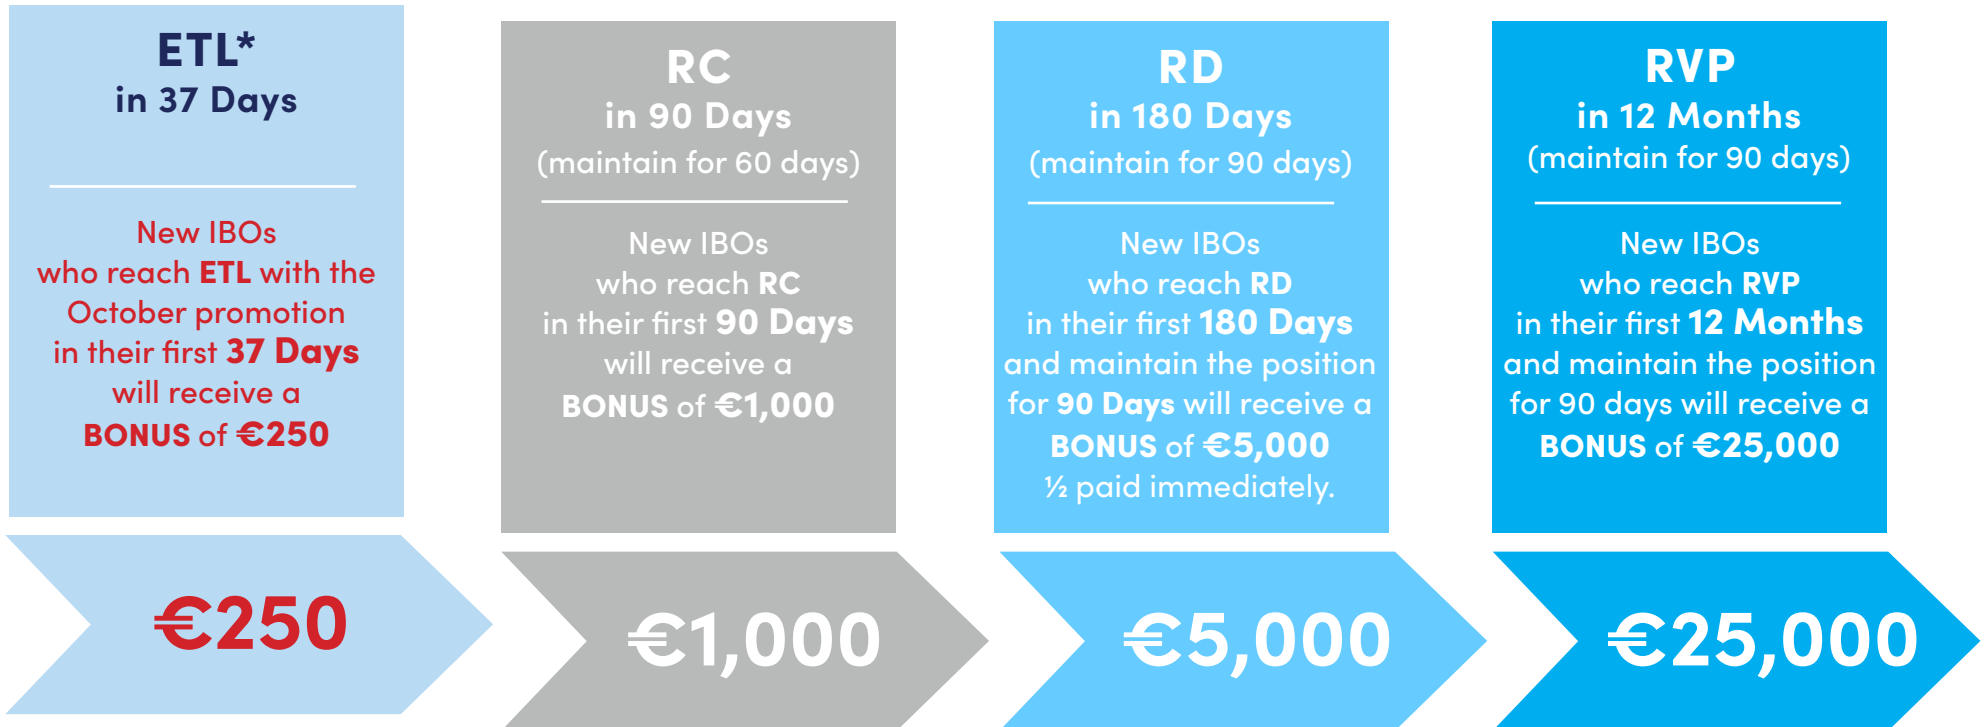 ETL*
in 37 Days
New IBOs
who reach ETL with the
October promotion
in their first 37 Days
will receive a
BONUS of €250
€250
RC
in 90 Days
(maintain for 60 days)
New IBOs
who reach RC
in their first 90 Days
will receive a
BONUS of €1,000
€1,000
RD
in 180 Days
(maintain for 90 days)
New IBOs
who reach RD
in their first 180 Days
and maintain the position
for 90 Days will receive a
BONUS of €5,000
½ paid immediately.
€5,000
RVP
in 12 Months
(maintain for 90 days)
New IBOs
who reach RVP
in their first 12 Months
and maintain the position
for 90 days will receive a
BONUS of €25,000
€25,000